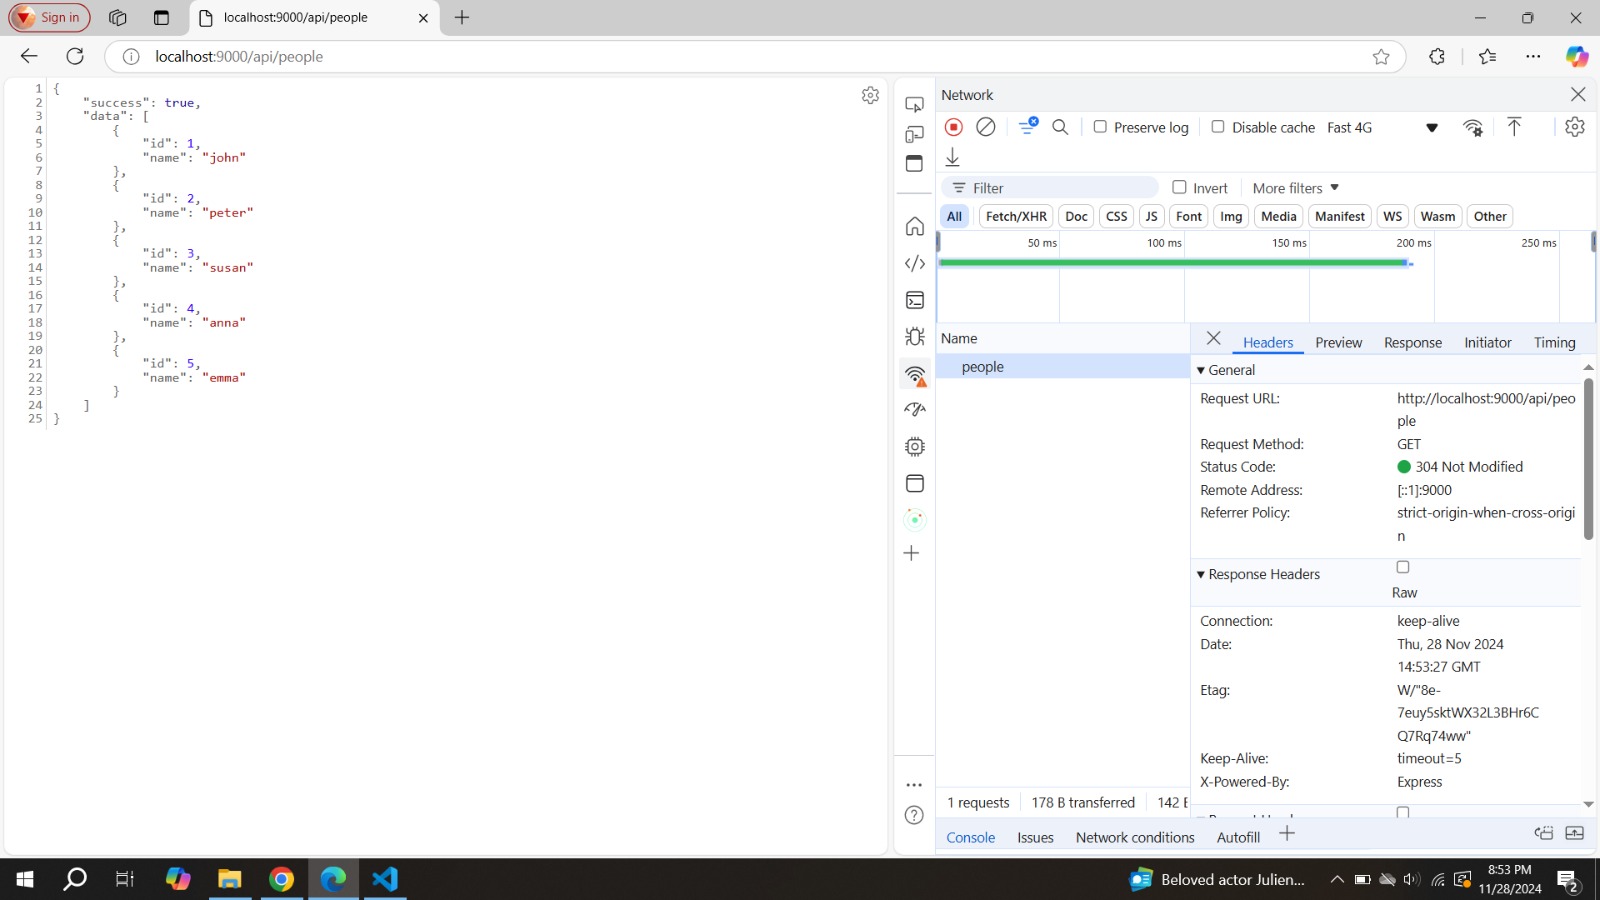 Sign in
localhost:9000/api/people
localhost:9000/api/people
1 {
2 "success": true,
3 "data": [
4 {
5 "id": 1,
6 "name": "john"
7 },
8 {
9 "id": 2,
10 "name": "peter"
11 },
12 {
13 "id": 3,
14 "name": "susan"
15 },
16 {
17 "id": 4,
18 "name": "anna"
19 },
20 {
21 "id": 5,
22 "name": "emma"
23 }
24 ]
25 }
Network
Preserve log Disable cache Fast 4G
Filter Invert More filters
All Fetch/XHR Doc CSS JS Font Img Media Manifest WS Wasm Other
50 ms 100 ms 150 ms 200 ms 250 ms
Name
people
Headers Preview Response Initiator Timing
General
Request URL: http://localhost:9000/api/peo
ple
Request Method: GET
Status Code: 304 Not Modified
Remote Address: [::1]:9000
Referrer Policy: strict-origin-when-cross-origi
n
Response Headers
Raw
Connection: keep-alive
Date: Thu, 28 Nov 2024
14:53:27 GMT
Etag: W/"8e-
7euy5sktWX32L3BHr6C
Q7Rq74ww"
Keep-Alive: timeout=5
X-Powered-By: Express
1 requests 178 B transferred 142 B
Console Issues Network conditions Autofill
Beloved actor Julien...
8:53 PM
11/28/2024
2